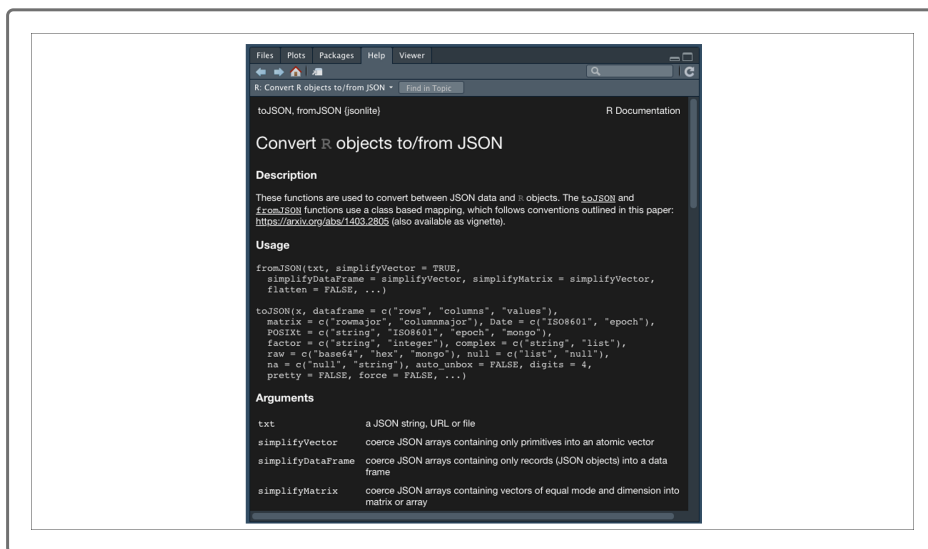 Files Plots Packages Help Viewer
R: Convert R objects to/from JSON Find in Topic
toJSON, fromJSON {jsonlite} R Documentation
Convert R objects to/from JSON
Description
These functions are used to convert between JSON data and R objects. The toJSON and
fromJSON functions use a class based mapping, which follows conventions outlined in this paper:
https://arxiv.org/abs/1403.2805 (also available as vignette).
Usage
fromJSON(txt, simplifyVector = TRUE,
  simplifyDataFrame = simplifyVector, simplifyMatrix = simplifyVector,
  flatten = FALSE, ...)
toJSON(x, dataframe = c("rows", "columns", "values"),
  matrix = c("rowmajor", "columnmajor"), Date = c("ISO8601", "epoch"),
  POSIXt = c("string", "ISO8601", "epoch", "mongo"),
  factor = c("string", "integer"), complex = c("string", "list"),
  raw = c("base64", "hex", "mongo"), null = c("list", "null"),
  na = c("null", "string"), auto_unbox = FALSE, digits = 4,
  pretty = FALSE, force = FALSE, ...)
Arguments
txt a JSON string, URL or file
simplifyVector coerce JSON arrays containing only primitives into an atomic vector
simplifyDataFrame coerce JSON arrays containing only records (JSON objects) into a data
frame
simplifyMatrix coerce JSON arrays containing vectors of equal mode and dimension into
matrix or array